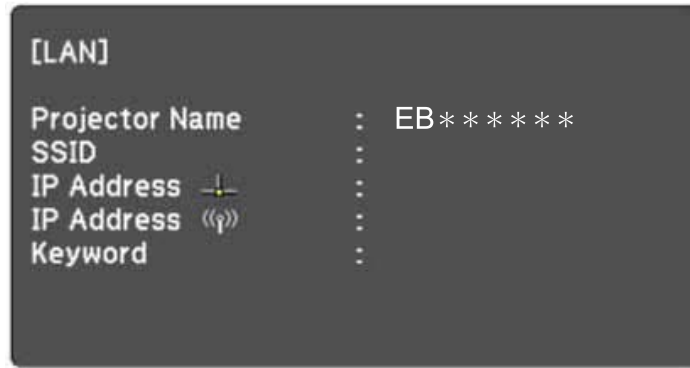 [LAN]
Projector Name : EB＊＊＊＊＊＊
SSID :
IP Address :
IP Address :
Keyword :